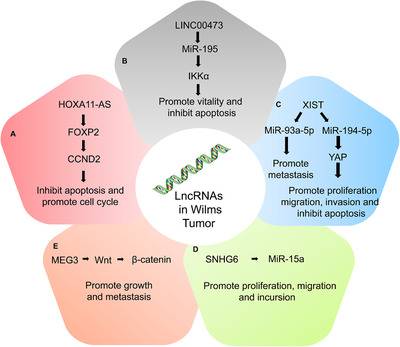 LncRNAs
in Wilms
Tumor
A
HOXA11-AS
FOXP2
CCND2
Inhibit apoptosis and
promote cell cycle
B
LINC00473
MiR-195
IKKα
Promote vitality and
inhibit apoptosis
C
XIST
MiR-93a-5p
Promote
metastasis
MiR-194-5p
YAP
Promote proliferation
migration, invasion and
inhibit apoptosis
D
SNHG6 MiR-15a
Promote proliferation, migration
and incursion
E
MEG3 Wnt β-catenin
Promote growth
and metastasis